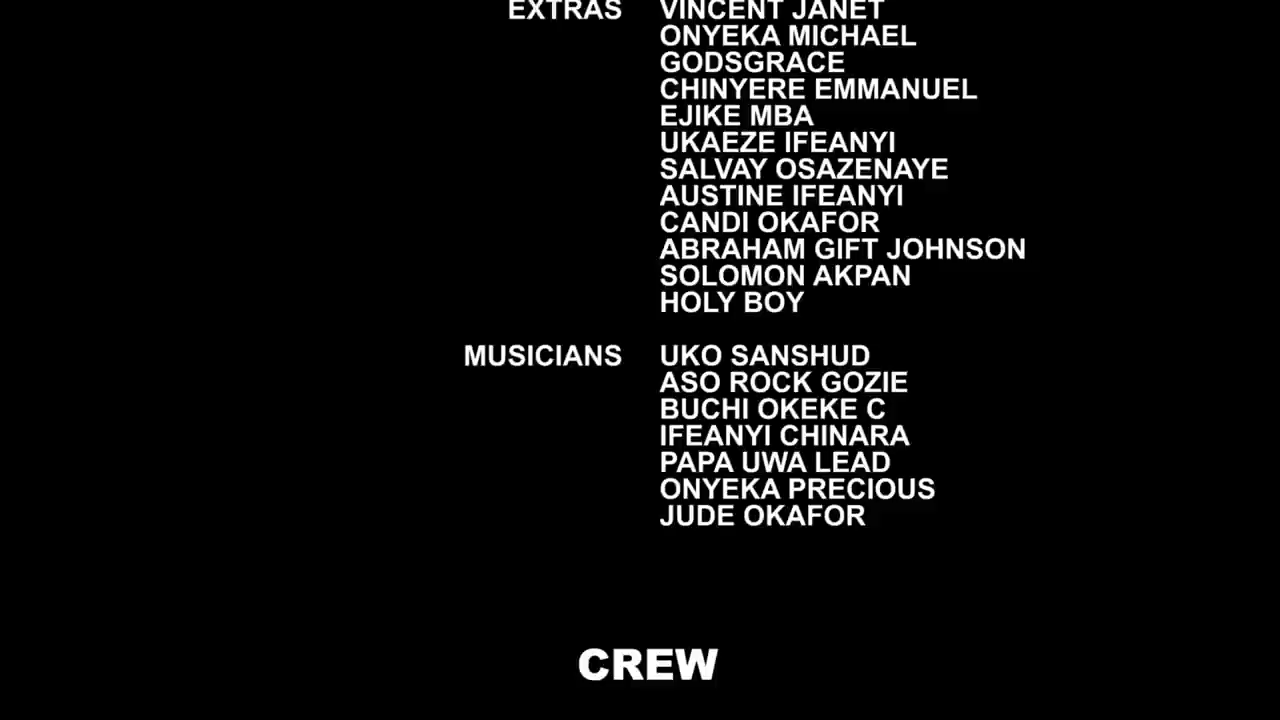 EXTRAS VINCENT JANET
ONYEKA MICHAEL
GODSGRACE
CHINYERE EMMANUEL
EJIKE MBA
UKAEZE IFEANYI
SALVAY OSAZENAYE
AUSTINE IFEANYI
CANDI OKAFOR
ABRAHAM GIFT JOHNSON
SOLOMON AKPAN
HOLY BOY
MUSICIANS UKO SANSHUD
ASO ROCK GOZIE
BUCHI OKEKE C
IFEANYI CHINARA
PAPA UWA LEAD
ONYEKA PRECIOUS
JUDE OKAFOR
CREW